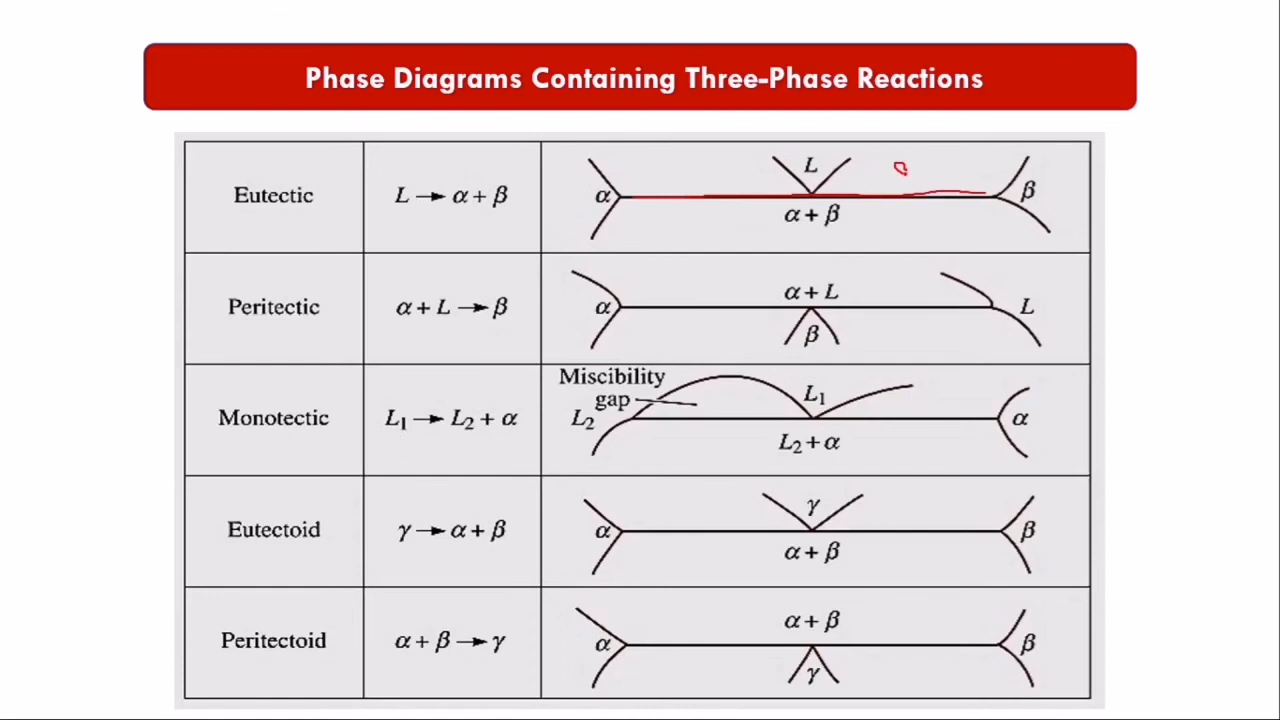 Phase Diagrams Containing Three-Phase Reactions
Eutectic L → α + β α L β
α + β
Peritectic α + L → β α α + L L
β
Monotectic L₁ → L₂ + α Miscibility
gap L₂ L₁ α
L₂ + α
Eutectoid γ → α + β α γ β
α + β
Peritectoid α + β → γ α α + β β
γ